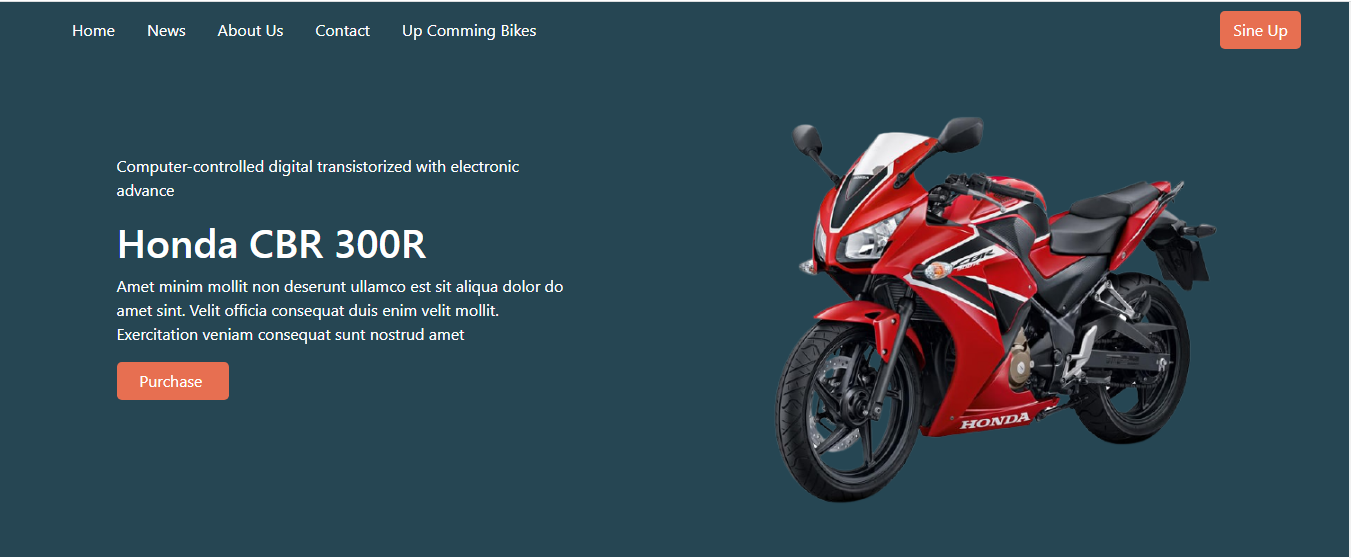 Home News About Us Contact Up Comming Bikes Sine Up
Computer-controlled digital transistorized with electronic
advance
Honda CBR 300R
Amet minim mollit non deserunt ullamco est sit aliqua dolor do
amet sint. Velit officia consequat duis enim velit mollit.
Exercitation veniam consequat sunt nostrud amet
Purchase
HONDA
CBR
HONDA